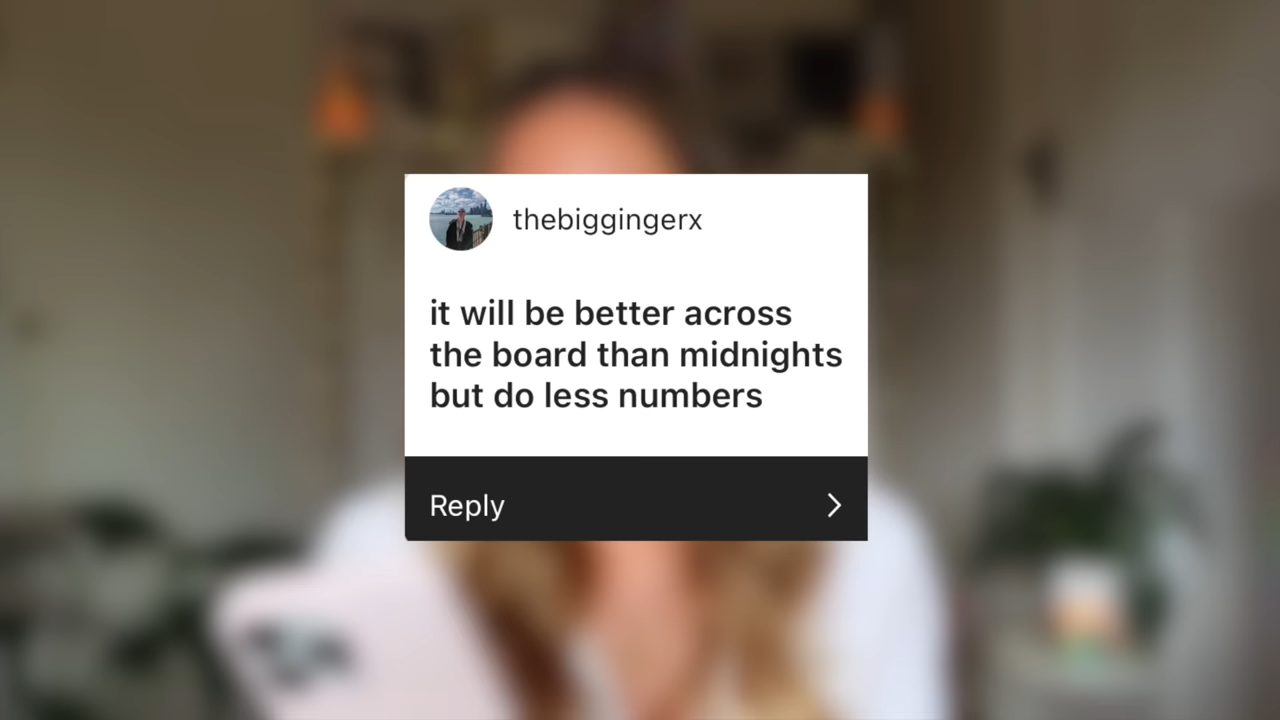 thebiggingerx
it will be better across
the board than midnights
but do less numbers
Reply